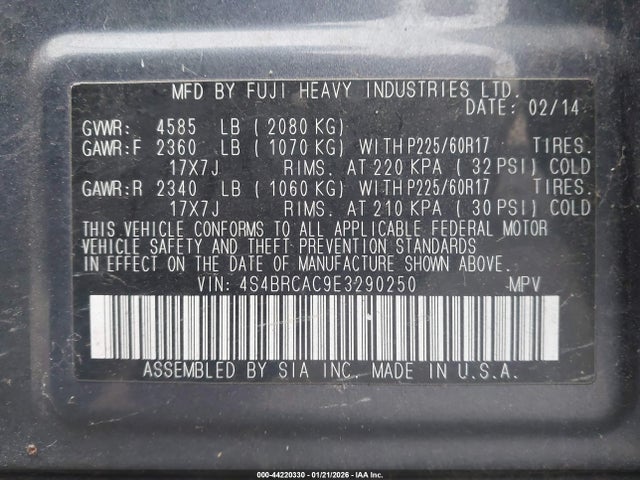 MFD BY FUJI HEAVY INDUSTRIES LTD.
DATE: 02/14
GVWR: 4585 LB ( 2080 KG)
GAWR:F 2360 LB ( 1070 KG) WITH P225/60R17 TIRES.
17X7J RIMS. AT 220 KPA ( 32 PSI) COLD
GAWR:R 2340 LB ( 1060 KG) WITH P225/60R17 TIRES.
17X7J RIMS. AT 210 KPA ( 30 PSI) COLD
THIS VEHICLE CONFORMS TO ALL APPLICABLE FEDERAL MOTOR
VEHICLE SAFETY AND THEFT PREVENTION STANDARDS
IN EFFECT ON THE DATE OF MANUFACTURE SHOWN ABOVE.
VIN: 4S4BRCAC9E3290250 MPV
ASSEMBLED BY SIA INC. MADE IN U.S.A.
000-44220330 - 01/21/2026 - IAA Inc.